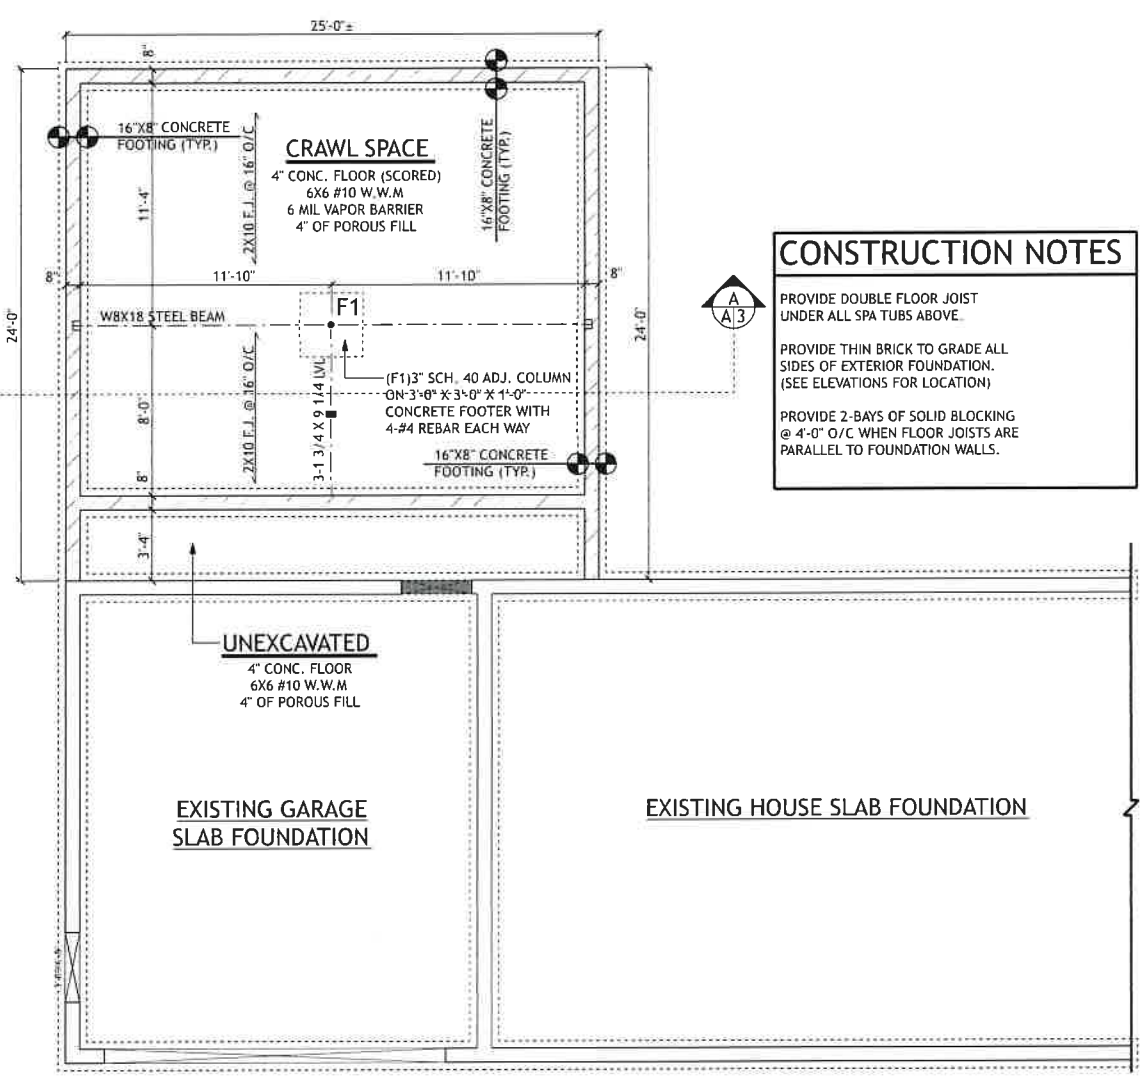 25'-0"±
8"
16"X8" CONCRETE
FOOTING (TYP.)
2X10 F.J. @ 16" O/C
CRAWL SPACE
4" CONC. FLOOR (SCORED)
6X6 #10 W.W.M
6 MIL VAPOR BARRIER
4" OF POROUS FILL
16"X8" CONCRETE
FOOTING (TYP.)
11'-4"
8"
11'-10"
11'-10"
8"
24'-0"
W8X18 STEEL BEAM
F1
24'-0"
(F1)3" SCH. 40 ADJ. COLUMN
ON 3'-0" X 3'-0" X 1'-0"
CONCRETE FOOTER WITH
4-#4 REBAR EACH WAY
8'-0"
2X10 F.J. @ 16" O/C
3-1 3/4 X 9 1/4 LVL
16"X8" CONCRETE
FOOTING (TYP.)
8"
3'-4"
A
A 3
CONSTRUCTION NOTES
PROVIDE DOUBLE FLOOR JOIST
UNDER ALL SPA TUBS ABOVE.
PROVIDE THIN BRICK TO GRADE ALL
SIDES OF EXTERIOR FOUNDATION.
(SEE ELEVATIONS FOR LOCATION)
PROVIDE 2-BAYS OF SOLID BLOCKING
@ 4'-0" O/C WHEN FLOOR JOISTS ARE
PARALLEL TO FOUNDATION WALLS.
UNEXCAVATED
4" CONC. FLOOR
6X6 #10 W.W.M
4" OF POROUS FILL
EXISTING GARAGE
SLAB FOUNDATION
EXISTING HOUSE SLAB FOUNDATION